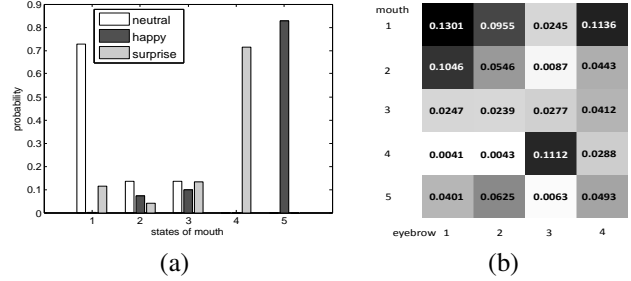 0.9
0.8
0.7
0.6
0.5
0.4
0.3
0.2
0.1
0
probability
neutral
happy
surprise
1 2 3 4 5
states of mouth
(a)
mouth
1 0.1301 0.0955 0.0245 0.1136
2 0.1046 0.0546 0.0087 0.0443
3 0.0247 0.0239 0.0277 0.0412
4 0.0041 0.0043 0.1112 0.0288
5 0.0401 0.0625 0.0063 0.0493
eyebrow 1 2 3 4
(b)